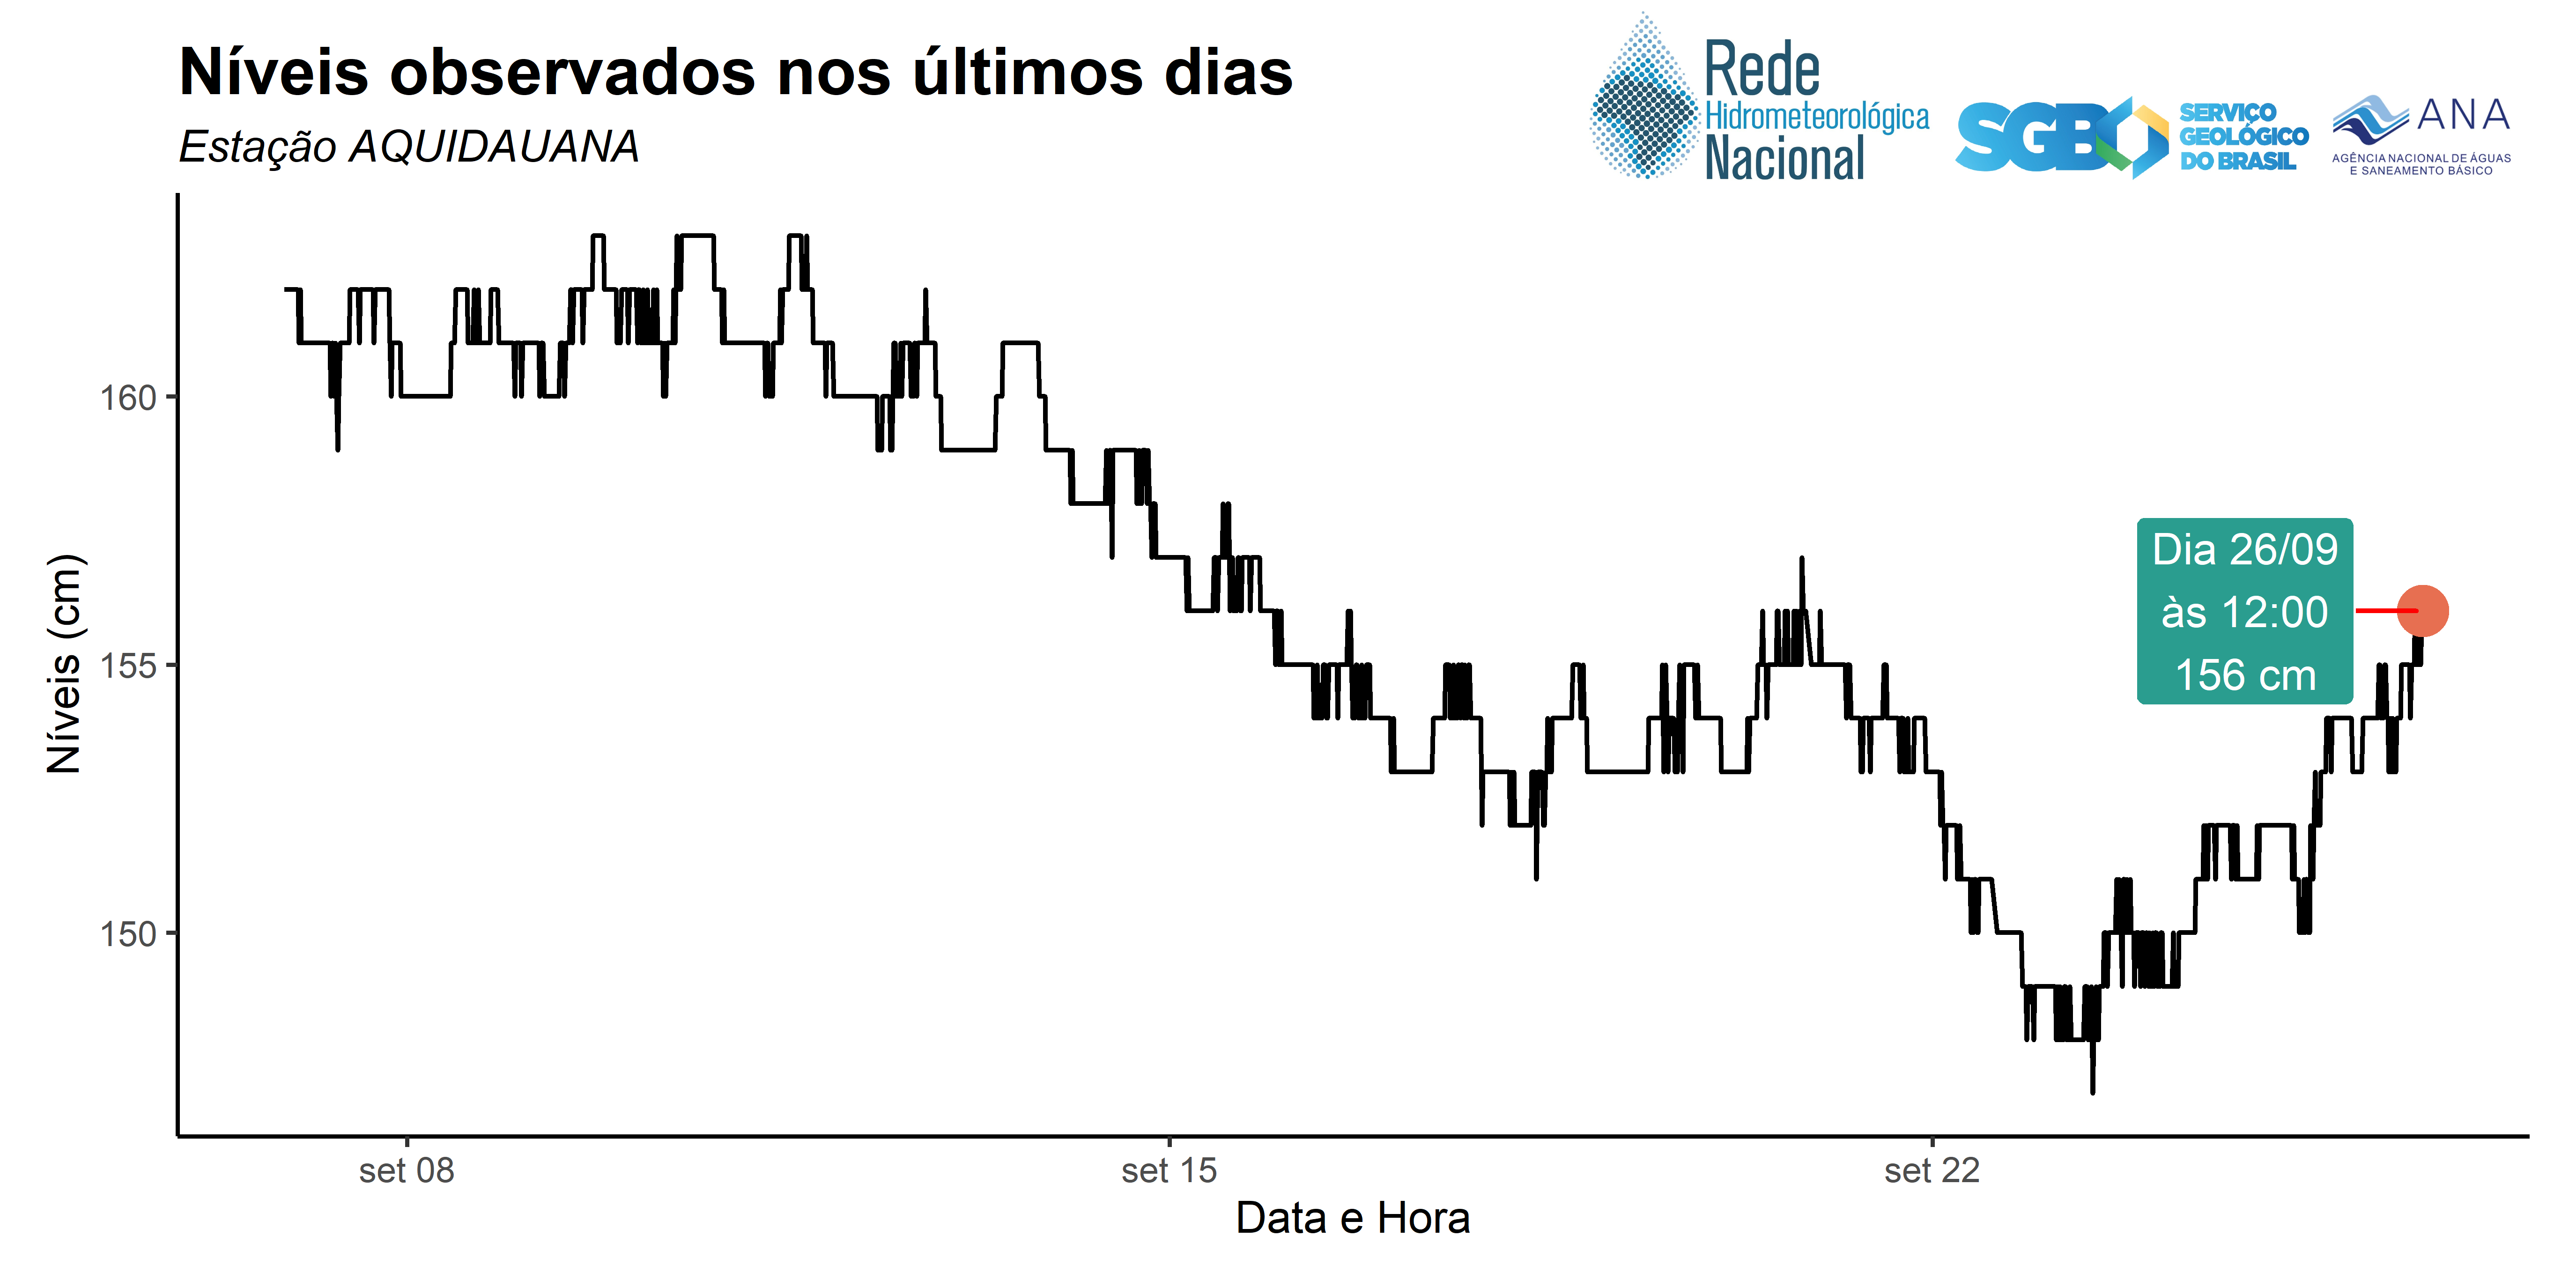 Níveis observados nos últimos dias
Estação AQUIDAUANA
Rede
Hidrometeorológica
Nacional
SGB
SERVIÇO
GEOLÓGICO
DO BRASIL
ANA
AGÊNCIA NACIONAL DE ÁGUAS
E SANEAMENTO BÁSICO
Níveis (cm)
160
155
150
Dia 26/09
às 12:00
156 cm
set 08
set 15
set 22
Data e Hora